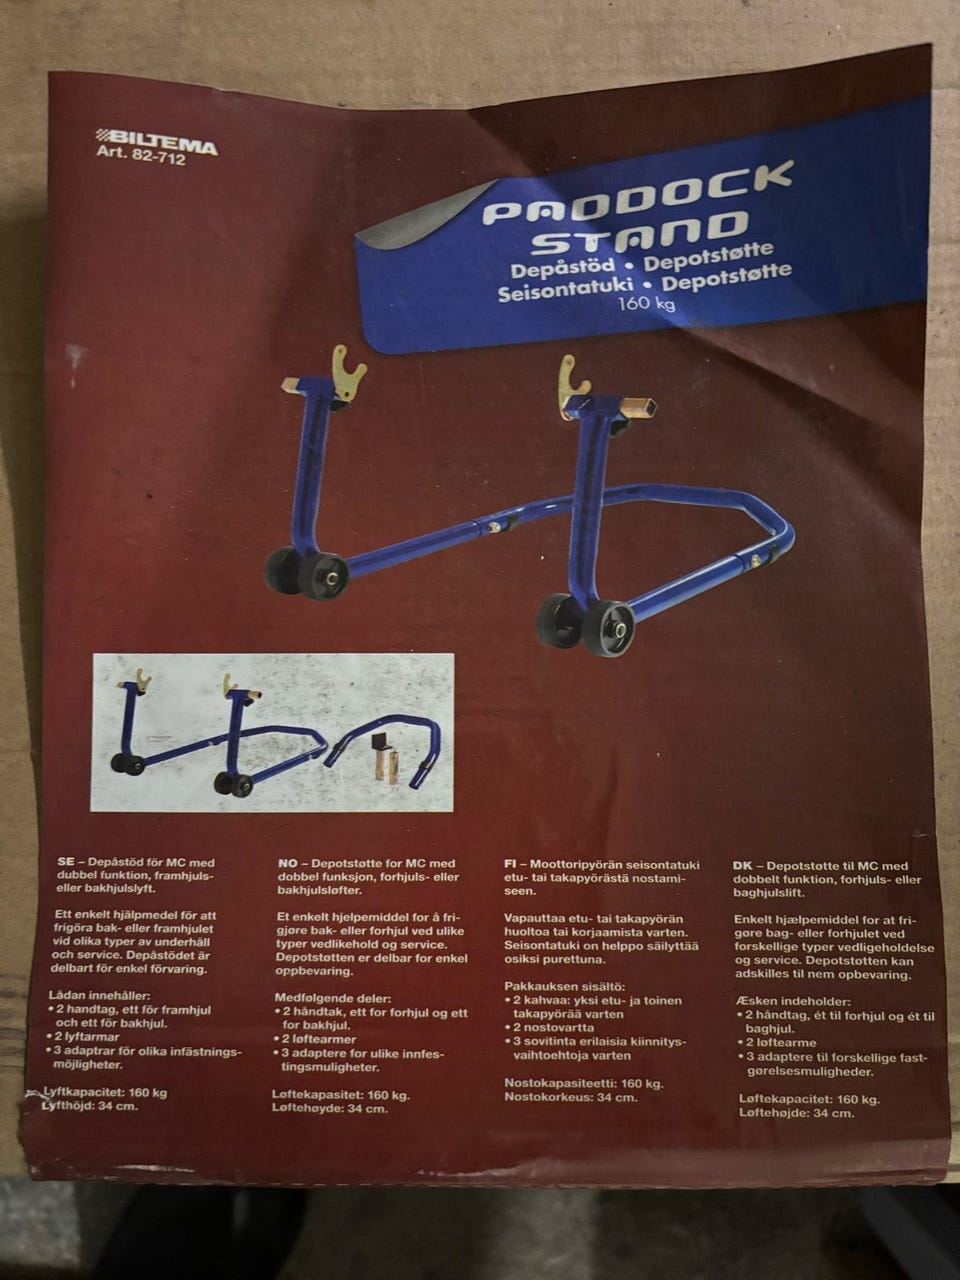 BILTEMA
Art. 82-712
PADDOCK
STAND
Depåstöd • Depotstøtte
Seisontatuki • Depotstøtte
160 kg
SE – Depåstöd för MC med
dubbel funktion, framhjuls-
eller bakhjulslyft.
Ett enkelt hjälpmedel för att
frigöra bak- eller framhjulet
vid olika typer av underhåll
och service. Depåstödet är
delbart för enkel förvaring.
Lådan innehåller:
• 2 handtag, ett för framhjul
och ett för bakhjul.
• 2 lyftarmar
• 3 adaptrar för olika infästnings-
möjligheter.
Lyftkapacitet: 160 kg
Lyfthöjd: 34 cm.
NO – Depotstøtte for MC med
dobbel funksjon, forhjuls- eller
bakhjulsløfter.
Et enkelt hjelpemiddel for å fri-
gjøre bak- eller forhjul ved ulike
typer vedlikehold og service.
Depotstøtten er delbar for enkel
oppbevaring.
Medfølgende deler:
• 2 håndtak, ett for forhjul og ett
for bakhjul.
• 2 løftearmer
• 3 adaptere for ulike innfes-
tingsmuligheter.
Løftekapasitet: 160 kg.
Løftehøyde: 34 cm.
FI – Moottoripyörän seisontatuki
etu- tai takapyörästä nostami-
seen.
Vapauttaa etu- tai takapyörän
huoltoa tai korjaamista varten.
Seisontatuki on helppo säilyttää
osiksi purettuna.
Pakkauksen sisältö:
• 2 kahvaa: yksi etu- ja toinen
takapyörää varten
• 2 nostovartta
• 3 sovitinta erilaisia kiinnitys-
vaihtoehtoja varten
Nostokapasiteetti: 160 kg.
Nostokorkeus: 34 cm.
DK – Depotstøtte til MC med
dobbelt funktion, forhjuls- eller
baghjulslift.
Enkelt hjælpemiddel for at fri-
gøre bag- eller forhjulet ved
forskellige typer vedligeholdelse
og service. Depotstøtten kan
adskilles til nem opbevaring.
Æsken indeholder:
• 2 håndtag, ét til forhjul og ét til
baghjul.
• 2 løftearme
• 3 adaptere til forskellige fast-
gørelsesmuligheder.
Løftekapacitet: 160 kg.
Løftehøjde: 34 cm.